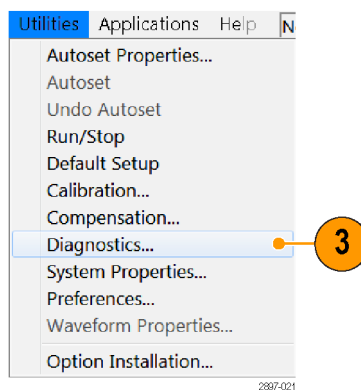 Utilities Applications Help N
Autoset Properties...
Autoset
Undo Autoset
Run/Stop
Default Setup
Calibration...
Compensation...
Diagnostics...
3
System Properties...
Preferences...
Waveform Properties...
Option Installation...
2897-021